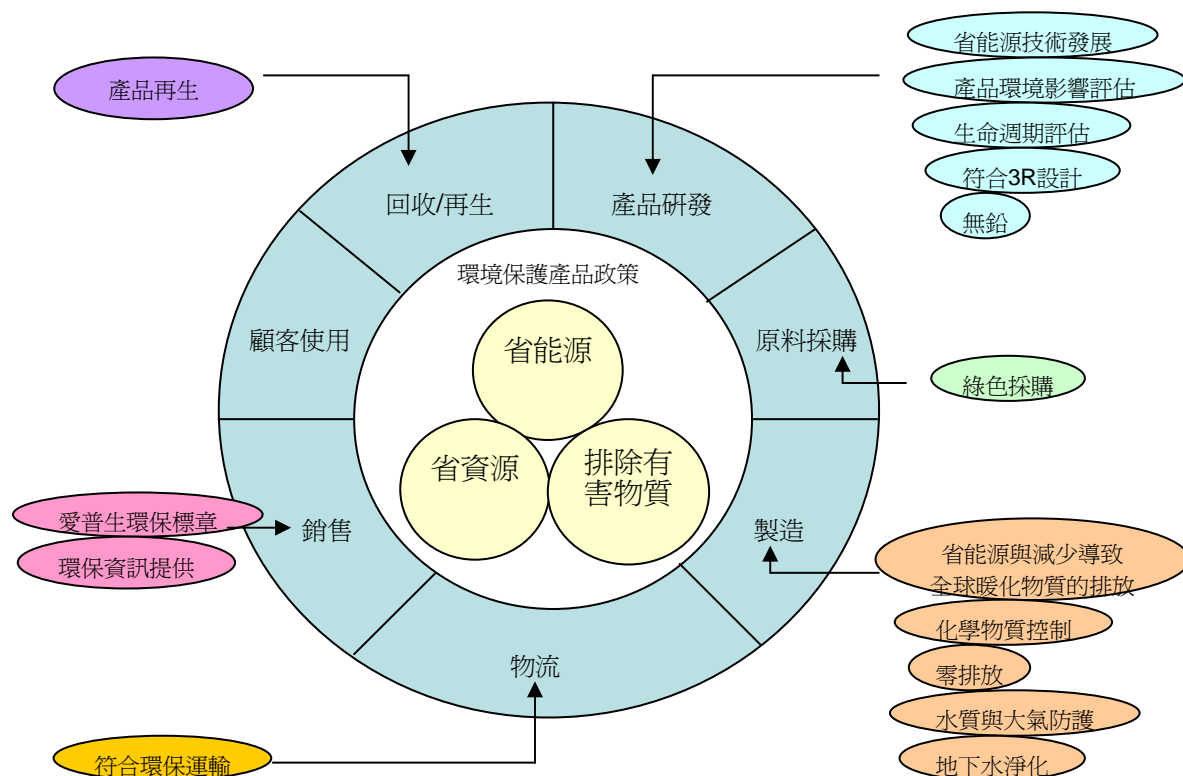 省能源技術發展
產品再生
產品環境影響評估
生命週期評估
符合3R設計
無鉛
回收/再生
產品研發
環境保護產品政策
顧客使用
省能源
原料採購
綠色採購
省資源
排除有
害物質
愛普生環保標章
銷售
製造
環保資訊提供
省能源與減少導致
全球暖化物質的排放
化學物質控制
物流
零排放
水質與大氣防護
符合環保運輸
地下水淨化